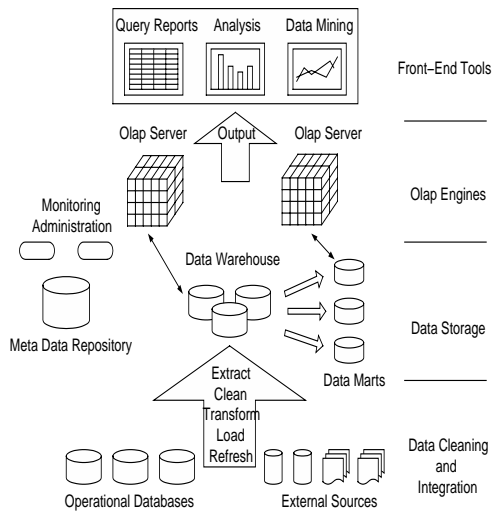 Query Reports Analysis Data Mining
Front–End Tools
Olap Server Output Olap Server
Olap Engines
Monitoring
Administration
Data Warehouse
Meta Data Repository
Data Storage
Data Marts
Extract
Clean
Transform
Load
Refresh
Data Cleaning
and
Integration
Operational Databases External Sources